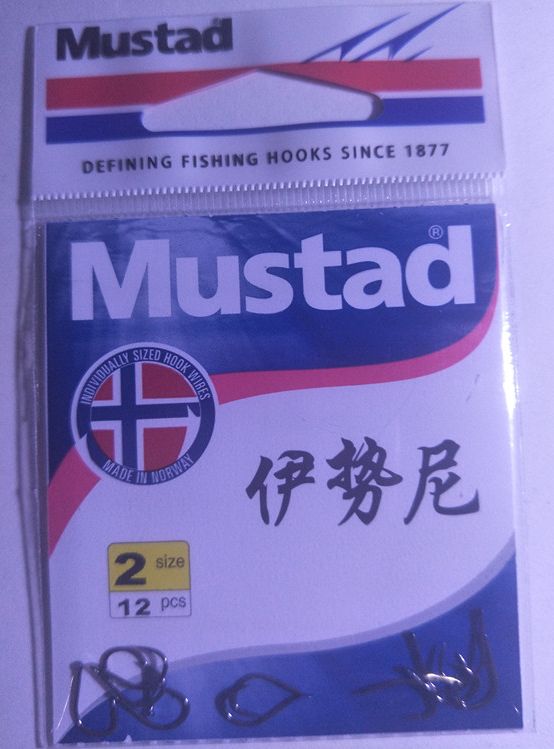 Mustad
DEFINING FISHING HOOKS SINCE 1877
Mustad®
INDIVIDUALLY SIZED HOOK WIRES
MADE IN NORWAY
伊勢尼
2 size
12 pcs